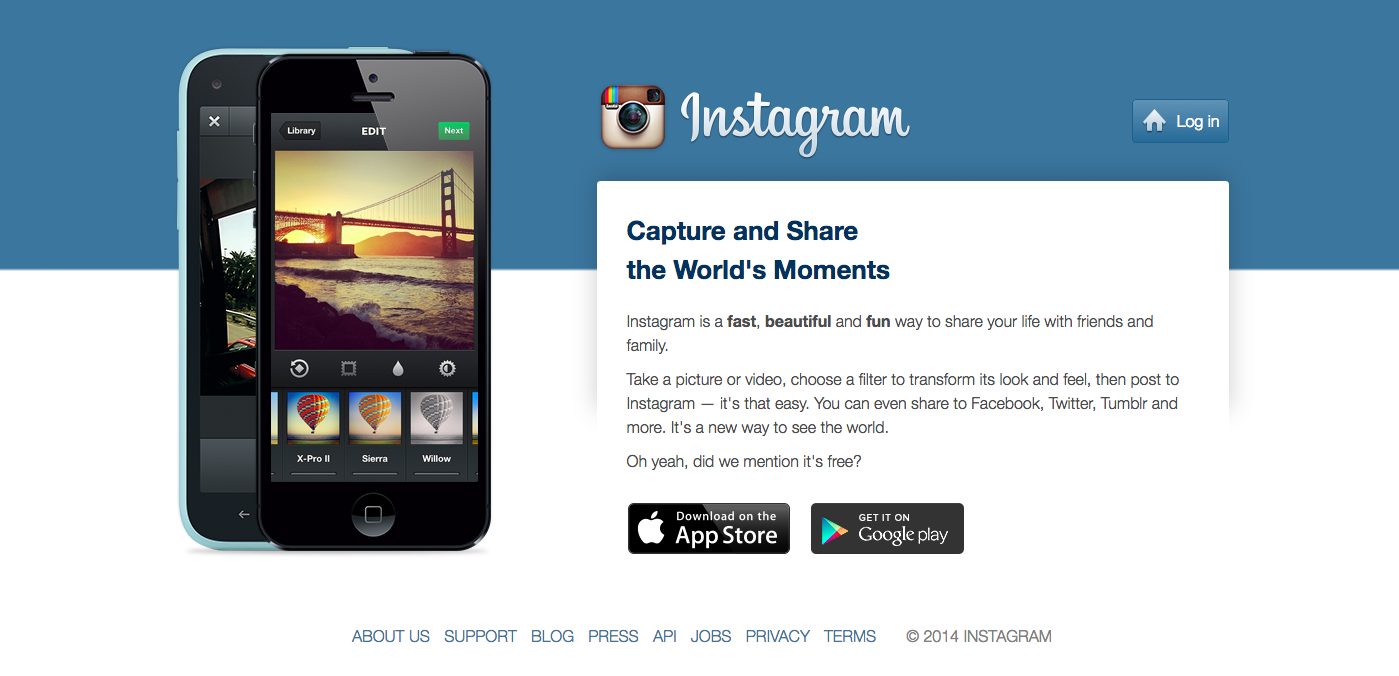 Library
EDIT
Next
X-Pro II
Sierra
Willow
Instagram
Log in
Capture and Share
the World's Moments
Instagram is a fast, beautiful and fun way to share your life with friends and
family.
Take a picture or video, choose a filter to transform its look and feel, then post to
Instagram — it's that easy. You can even share to Facebook, Twitter, Tumblr and
more. It's a new way to see the world.
Oh yeah, did we mention it's free?
Download on the
App Store
GET IT ON
Google play
ABOUT US SUPPORT BLOG PRESS API JOBS PRIVACY TERMS © 2014 INSTAGRAM